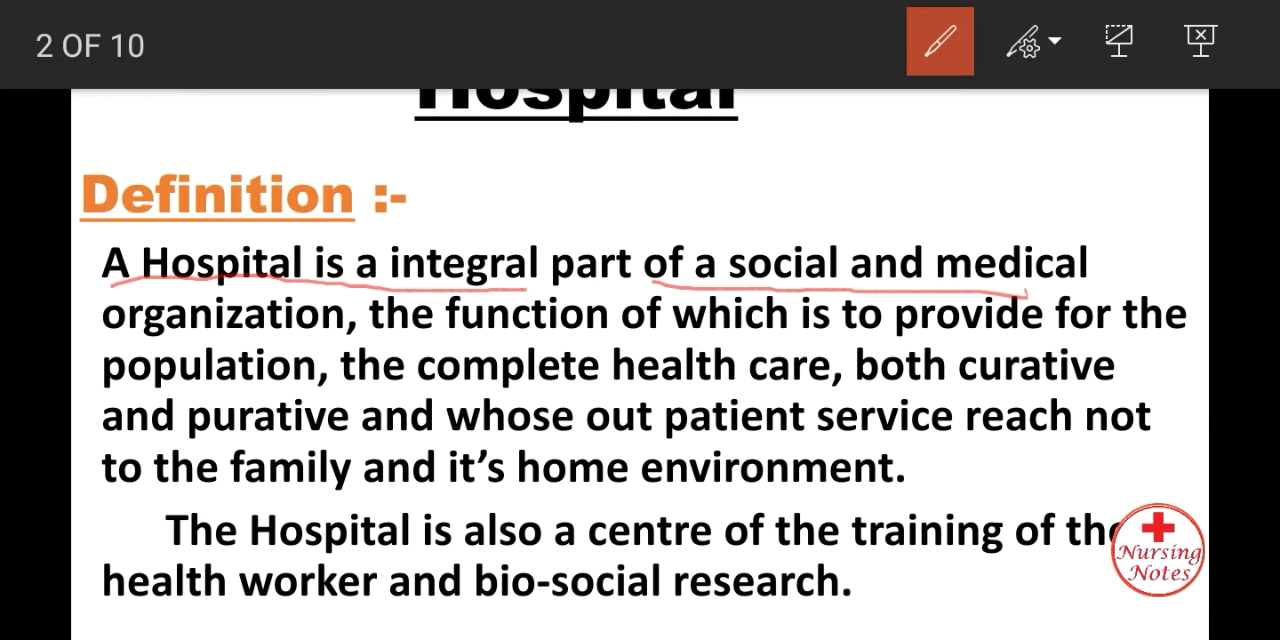 2 OF 10
Hospital
Definition :-
A Hospital is a integral part of a social and medical
organization, the function of which is to provide for the
population, the complete health care, both curative
and purative and whose out patient service reach not
to the family and it's home environment.
The Hospital is also a centre of the training of the
health worker and bio-social research.
Nursing
Notes